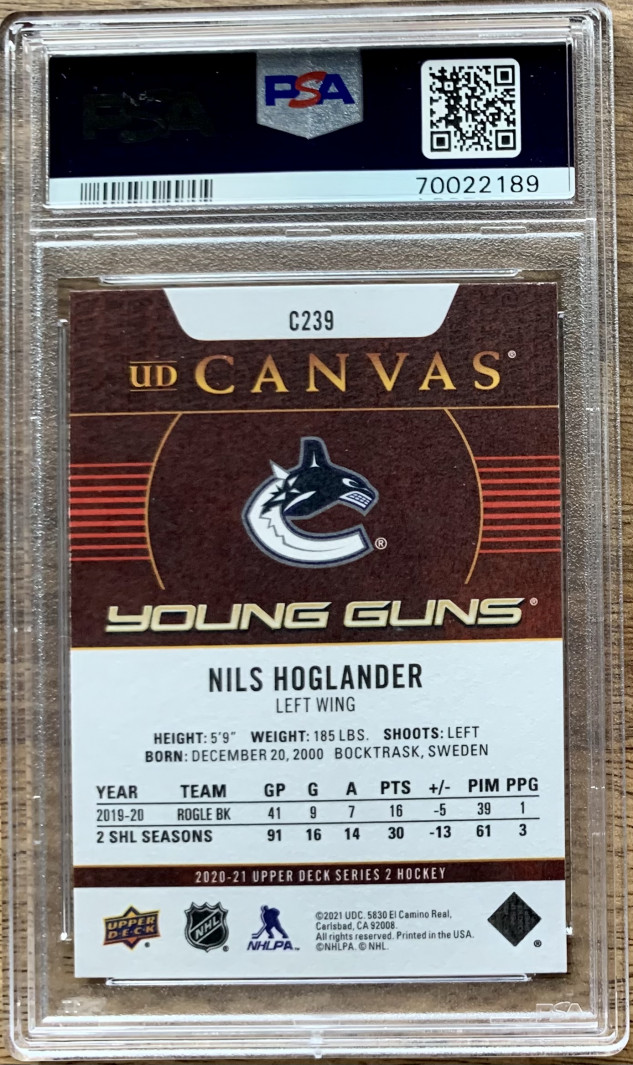 PSA
PSA
70022189
C239
UD CANVAS®
®
YOUNG GUNS®
NILS HOGLANDER
LEFT WING
HEIGHT: 5'9" WEIGHT: 185 LBS. SHOOTS: LEFT
BORN: DECEMBER 20, 2000 BOCKTRASK, SWEDEN
YEAR TEAM GP G A PTS +/- PIM PPG
2019-20 ROGLE BK 41 9 7 16 -5 39 1
2 SHL SEASONS 91 16 14 30 -13 61 3
2020-21 UPPER DECK SERIES 2 HOCKEY
UPPER DECK®
NHL®
NHLPA™
©2021 UDC. 5830 El Camino Real,
Carlsbad, CA 92008.
All rights reserved. Printed in the USA.
©NHLPA. © NHL.
®
PSA